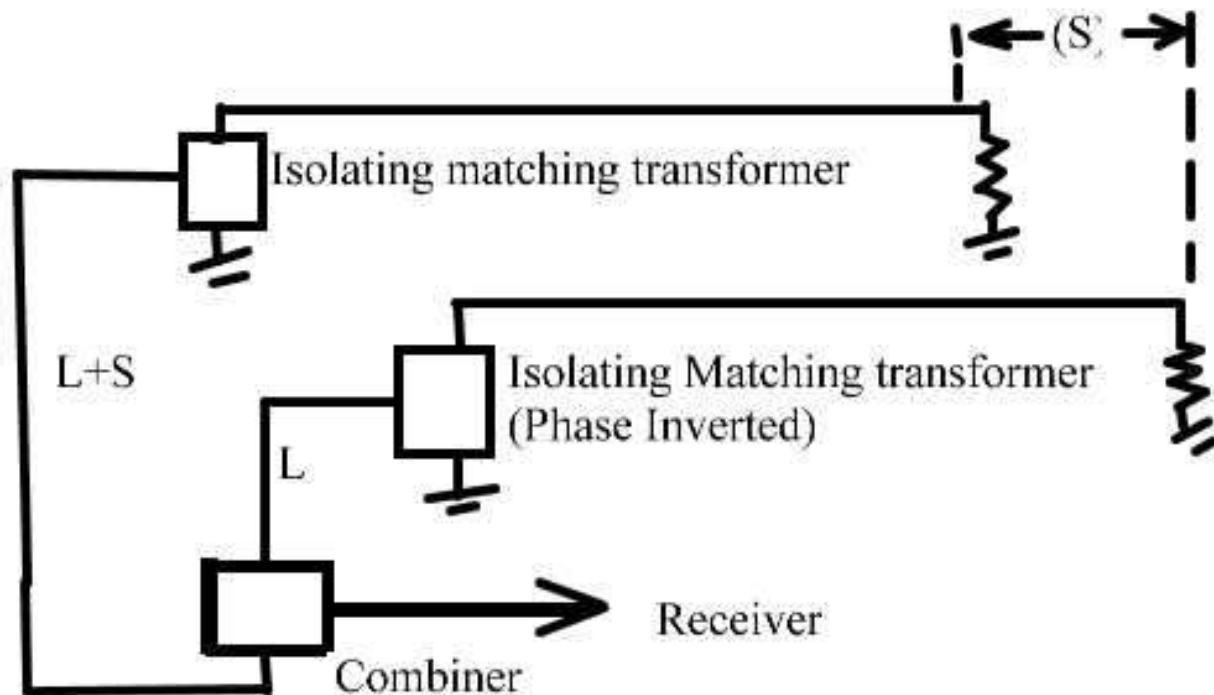 (S)
Isolating matching transformer
L+S
Isolating Matching transformer
(Phase Inverted)
L
Receiver
Combiner